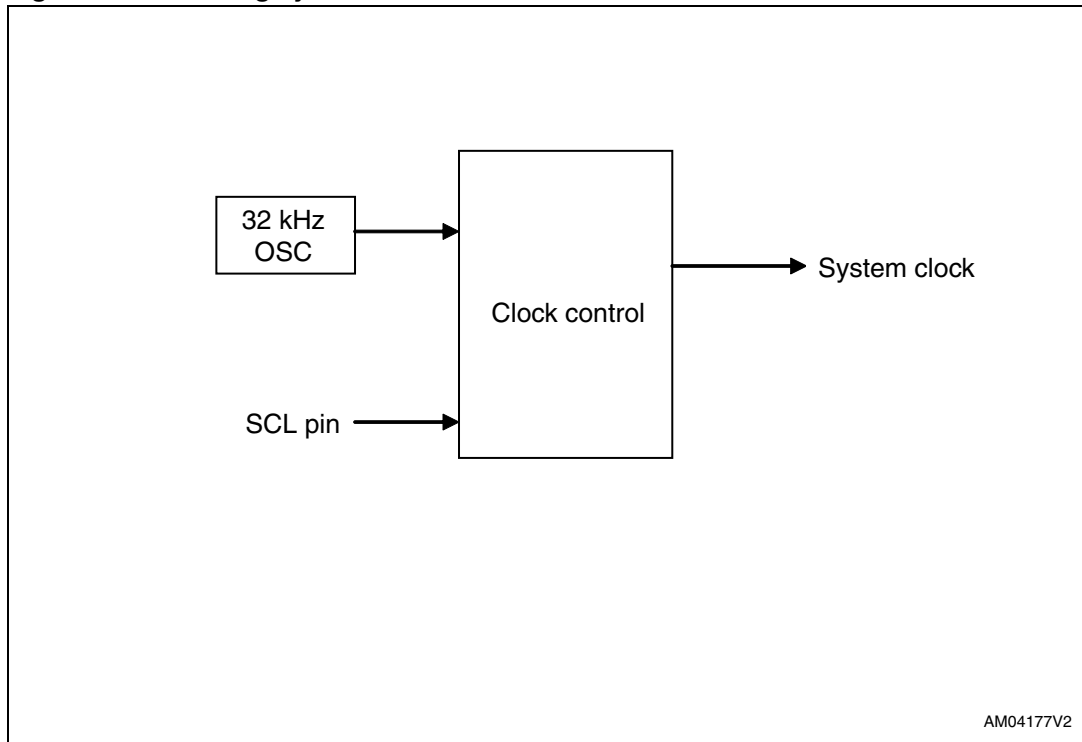 32 kHz
OSC
System clock
Clock control
SCL pin
AM04177V2